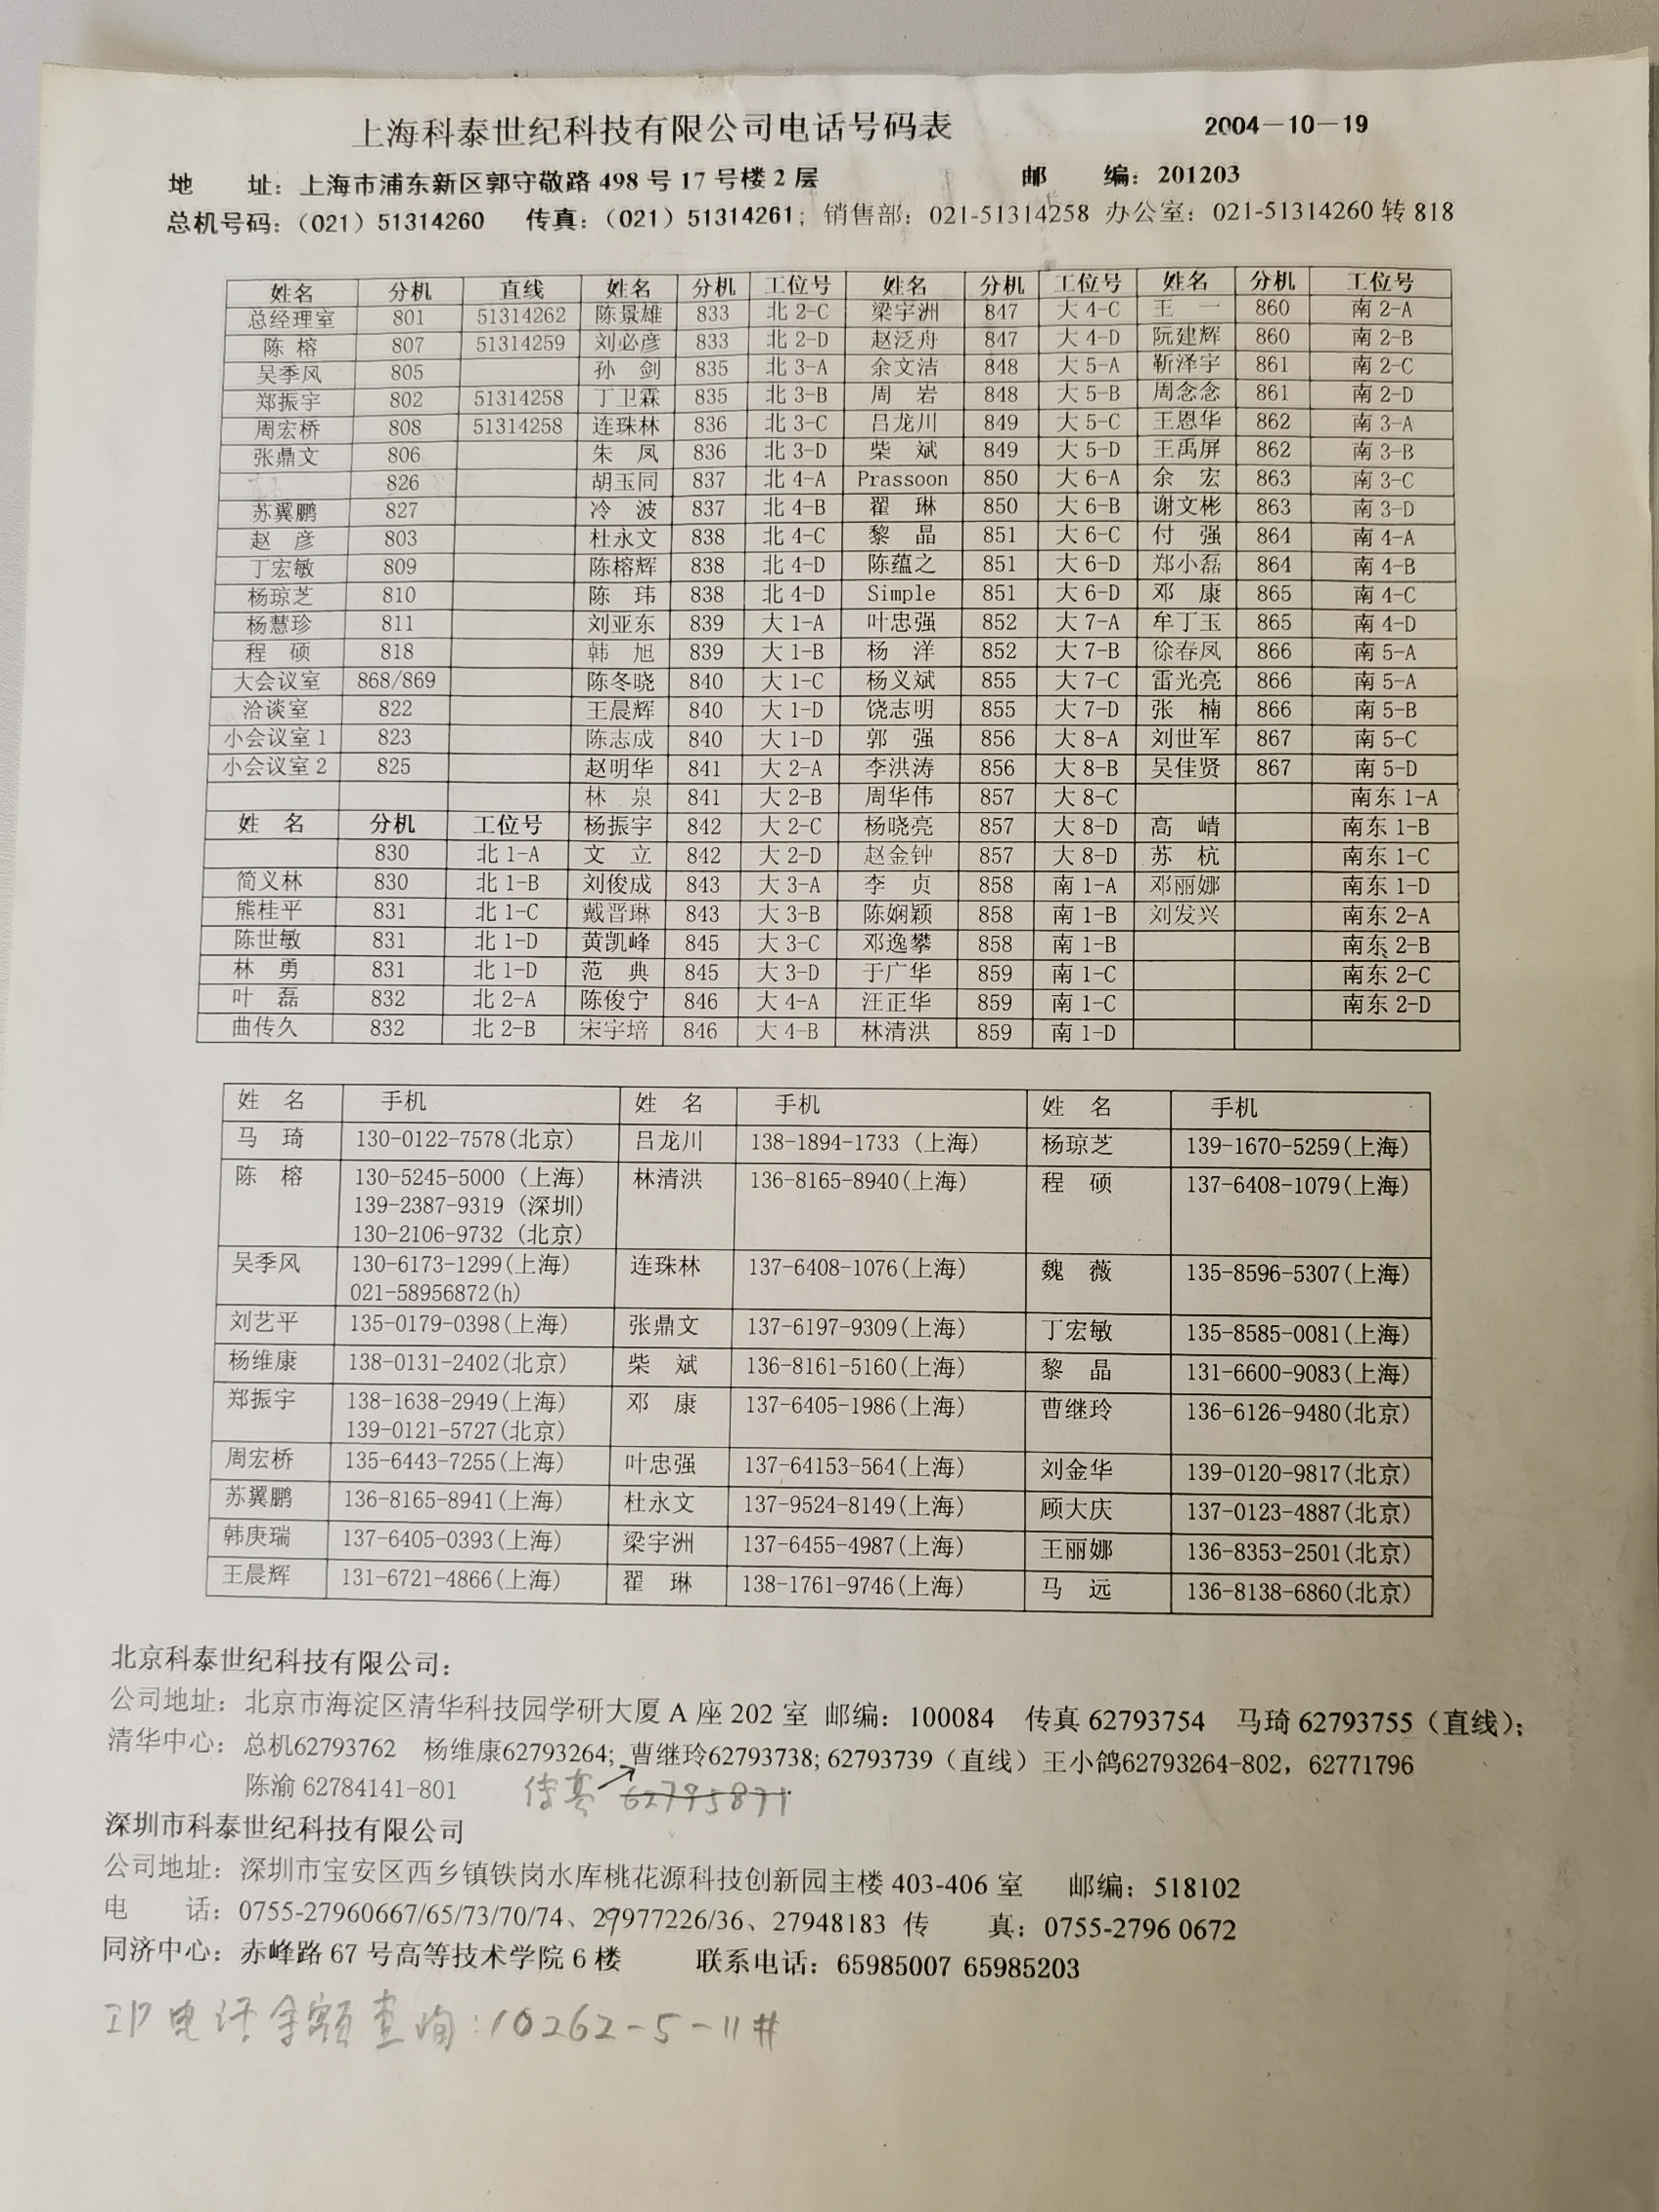 上海科泰世纪科技有限公司电话号码表 2004-10-19
地 址：上海市浦东新区郭守敬路 498 号 17 号楼 2 层 邮 编：201203
总机号码：（021）51314260 传真：（021）51314261；销售部：021-51314258 办公室：021-51314260 转 818
姓名 分机 直线 姓名 分机 工位号 姓名 分机 工位号 姓名 分机 工位号
总经理室 801 51314262 陈景雄 833 北 2-C 梁宇洲 847 大 4-C 王 一 860 南 2-A
陈 榕 807 51314259 刘必彦 833 北 2-D 赵泛舟 847 大 4-D 阮建辉 860 南 2-B
吴季风 805 孙 剑 835 北 3-A 余文洁 848 大 5-A 靳泽宇 861 南 2-C
郑振宇 802 51314258 丁卫霖 835 北 3-B 周 岩 848 大 5-B 周念念 861 南 2-D
周宏桥 808 51314258 连珠林 836 北 3-C 吕龙川 849 大 5-C 王恩华 862 南 3-A
张鼎文 806 朱 凤 836 北 3-D 柴 斌 849 大 5-D 王禹屏 862 南 3-B
826 胡玉同 837 北 4-A Prassoon 850 大 6-A 余 宏 863 南 3-C
苏翼鹏 827 冷 波 837 北 4-B 翟 琳 850 大 6-B 谢文彬 863 南 3-D
赵 彦 803 杜永文 838 北 4-C 黎 晶 851 大 6-C 付 强 864 南 4-A
丁宏敏 809 陈榕辉 838 北 4-D 陈蕴之 851 大 6-D 郑小磊 864 南 4-B
杨琼芝 810 陈 玮 838 北 4-D Simple 851 大 6-D 邓 康 865 南 4-C
杨慧珍 811 刘亚东 839 大 1-A 叶忠强 852 大 7-A 牟丁玉 865 南 4-D
程 硕 818 韩 旭 839 大 1-B 杨 洋 852 大 7-B 徐春凤 866 南 5-A
大会议室 868/869 陈冬晓 840 大 1-C 杨义斌 855 大 7-C 雷光亮 866 南 5-A
洽谈室 822 王晨辉 840 大 1-D 饶志明 855 大 7-D 张 楠 866 南 5-B
小会议室 1 823 陈志成 840 大 1-D 郭 强 856 大 8-A 刘世军 867 南 5-C
小会议室 2 825 赵明华 841 大 2-A 李洪涛 856 大 8-B 吴佳贤 867 南 5-D
林 泉 841 大 2-B 周华伟 857 大 8-C 南东 1-A
姓 名 分机 工位号 杨振宇 842 大 2-C 杨晓亮 857 大 8-D 高 崝 南东 1-B
830 北 1-A 文 立 842 大 2-D 赵金钟 857 大 8-D 苏 杭 南东 1-C
简义林 830 北 1-B 刘俊成 843 大 3-A 李 贞 858 南 1-A 邓丽娜 南东 1-D
熊桂平 831 北 1-C 戴晋琳 843 大 3-B 陈娴颖 858 南 1-B 刘发兴 南东 2-A
陈世敏 831 北 1-D 黄凯峰 845 大 3-C 邓逸攀 858 南 1-B 南东 2-B
林 勇 831 北 1-D 范 典 845 大 3-D 于广华 859 南 1-C 南东 2-C
叶 磊 832 北 2-A 陈俊宁 846 大 4-A 汪正华 859 南 1-C 南东 2-D
曲传久 832 北 2-B 宋宇培 846 大 4-B 林清洪 859 南 1-D
姓 名 手机 姓 名 手机 姓 名 手机
马 琦 130-0122-7578(北京) 吕龙川 138-1894-1733 (上海) 杨琼芝 139-1670-5259(上海)
陈 榕 130-5245-5000 (上海) 林清洪 136-8165-8940(上海) 程 硕 137-6408-1079(上海)
139-2387-9319 (深圳)
130-2106-9732 (北京)
吴季风 130-6173-1299(上海) 连珠林 137-6408-1076(上海) 魏 薇 135-8596-5307(上海)
021-58956872(h)
刘艺平 135-0179-0398(上海) 张鼎文 137-6197-9309(上海) 丁宏敏 135-8585-0081(上海)
杨维康 138-0131-2402(北京) 柴 斌 136-8161-5160(上海) 黎 晶 131-6600-9083(上海)
郑振宇 138-1638-2949(上海) 邓 康 137-6405-1986(上海) 曹继玲 136-6126-9480(北京)
139-0121-5727(北京)
周宏桥 135-6443-7255(上海) 叶忠强 137-64153-564(上海) 刘金华 139-0120-9817(北京)
苏翼鹏 136-8165-8941(上海) 杜永文 137-9524-8149(上海) 顾大庆 137-0123-4887(北京)
韩庚瑞 137-6405-0393(上海) 梁宇洲 137-6455-4987(上海) 王丽娜 136-8353-2501(北京)
王晨辉 131-6721-4866(上海) 翟 琳 138-1761-9746(上海) 马 远 136-8138-6860(北京)
北京科泰世纪科技有限公司：
公司地址：北京市海淀区清华科技园学研大厦 A 座 202 室 邮编：100084 传真 62793754 马琦 62793755（直线）；
清华中心：总机62793762 杨维康62793264; 曹继玲62793738; 62793739（直线）王小鸽62793264-802，62771796
陈渝 62784141-801 传真 62795871
深圳市科泰世纪科技有限公司
公司地址：深圳市宝安区西乡镇铁岗水库桃花源科技创新园主楼 403-406 室 邮编：518102
电 话：0755-27960667/65/73/70/74、27977226/36、27948183 传 真：0755-2796 0672
同济中心：赤峰路 67 号高等技术学院 6 楼 联系电话：65985007 65985203
IP电话余额查询：10262-5-11#